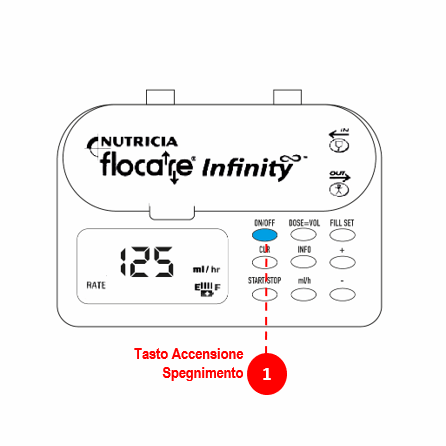 NUTRICIA
flocare® Infinity™
IN
OUT
ON/OFF DOSE=VOL FILL SET
CLR INFO +
START/STOP ml/h -
125
ml/hr
RATE E F
Tasto Accensione
Spegnimento 1